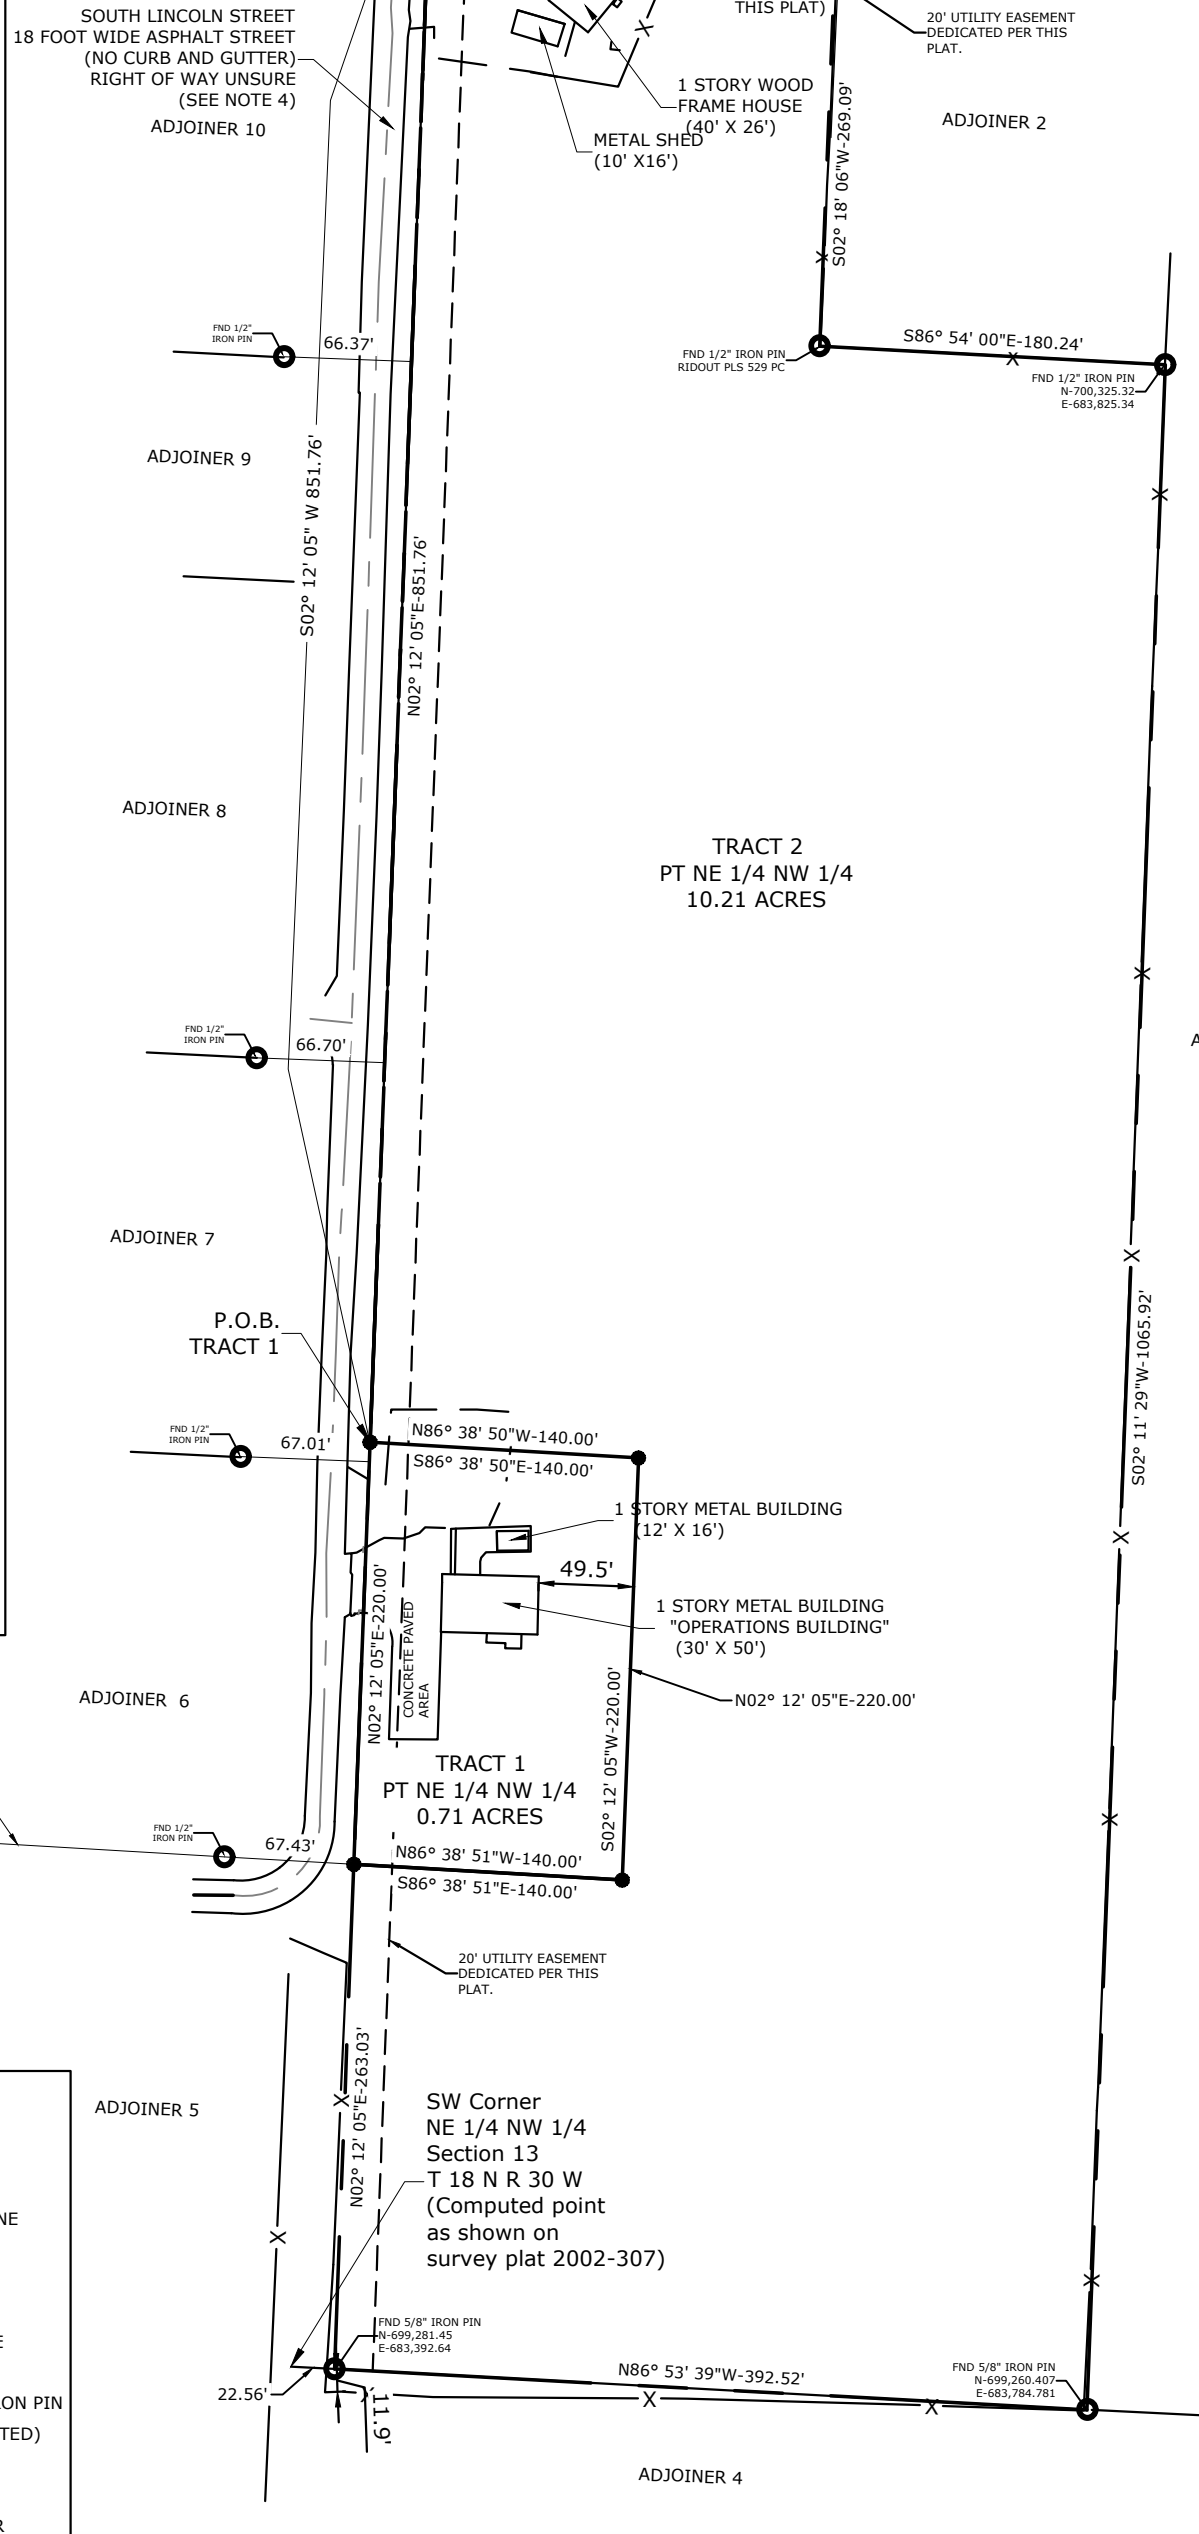 THIS PLAT)
20' UTILITY EASEMENT
DEDICATED PER THIS
PLAT.
SOUTH LINCOLN STREET
18 FOOT WIDE ASPHALT STREET
(NO CURB AND GUTTER)
RIGHT OF WAY UNSURE
(SEE NOTE 4)
ADJOINER 10
1 STORY WOOD
FRAME HOUSE
(40' X 26')
METAL SHED
(10' X16')
ADJOINER 2
S02° 18' 06"W-269.09'
X
X
FND 1/2"
IRON PIN
66.37'
FND 1/2" IRON PIN
RIDOUT PLS 529 PC
S86° 54' 00"E-180.24'
X
FND 1/2" IRON PIN
N-700,325.32
E-683,825.34
ADJOINER 9
S02° 12' 05" W 851.76'
N02° 12' 05"E-851.76'
X
ADJOINER 8
TRACT 2
PT NE 1/4 NW 1/4
10.21 ACRES
X
FND 1/2"
IRON PIN
66.70'
A
ADJOINER 7
X
S02° 11' 29"W-1065.92'
P.O.B.
TRACT 1
FND 1/2"
IRON PIN
67.01'
N86° 38' 50"W-140.00'
S86° 38' 50"E-140.00'
1 STORY METAL BUILDING
(12' X 16')
X
49.5'
1 STORY METAL BUILDING
"OPERATIONS BUILDING"
(30' X 50')
N02° 12' 05"E-220.00'
CONCRETE PAVED
AREA
ADJOINER  6
S02° 12' 05"W-220.00'
N02° 12' 05"E-220.00'
TRACT 1
PT NE 1/4 NW 1/4
0.71 ACRES
X
FND 1/2"
IRON PIN
67.43'
N86° 38' 51"W-140.00'
S86° 38' 51"E-140.00'
20' UTILITY EASEMENT
DEDICATED PER THIS
PLAT.
ADJOINER 5
X
N02° 12' 05"E-263.03'
SW Corner
NE 1/4 NW 1/4
Section 13
T 18 N R 30 W
(Computed point
as shown on
survey plat 2002-307)
NE
X
X
E
FND 5/8" IRON PIN
N-699,281.45
E-683,392.64
22.56'
N86° 53' 39"W-392.52'
FND 5/8" IRON PIN
N-699,260.407
E-683,784.781
ON PIN
TED)
11.9'
X
X
ADJOINER 4
R